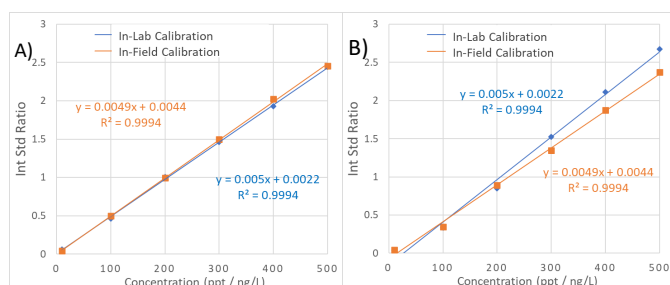 A)
In-Lab Calibration
In-Field Calibration
y = 0.0049x + 0.0044
R² = 0.9994
y = 0.005x + 0.0022
R² = 0.9994
Int Std Ratio
3
2.5
2
1.5
1
0.5
0
0
100
200
300
400
500
Concentration (ppt / ng/L)
B)
In-Lab Calibration
In-Field Calibration
y = 0.005x + 0.0022
R² = 0.9994
y = 0.0049x + 0.0044
R² = 0.9994
Int Std Ratio
3
2.5
2
1.5
1
0.5
0
0
100
200
300
400
500
Concentration (ppt / ng/L)